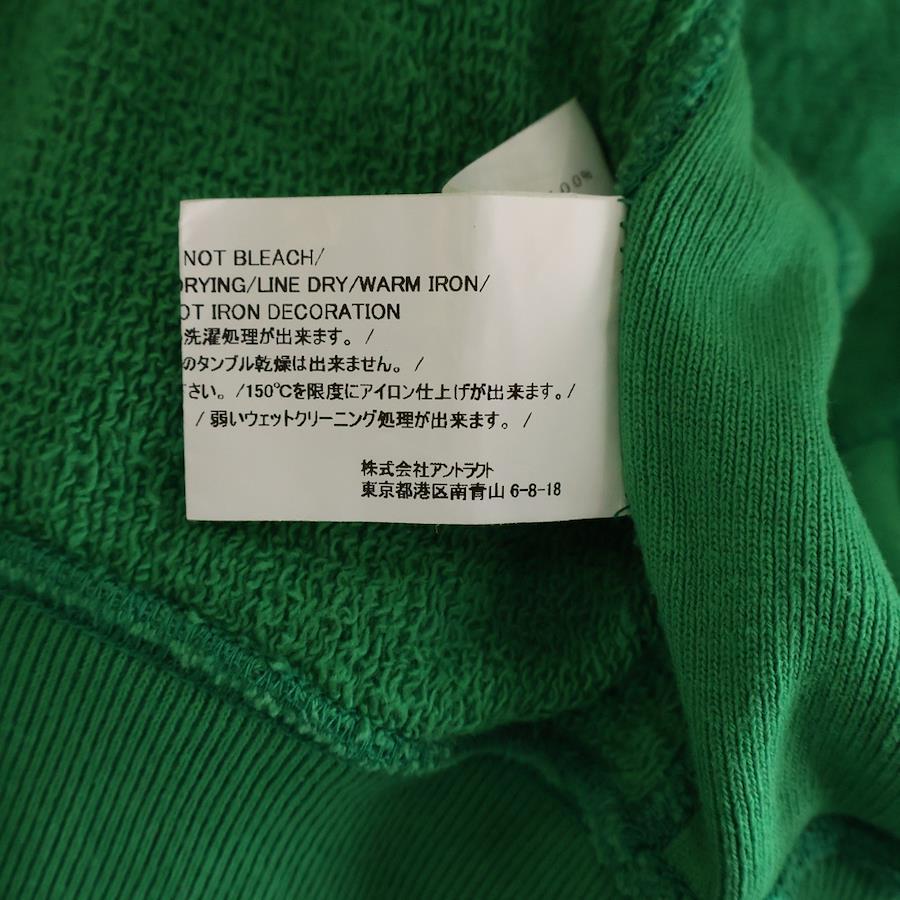 100%
NOT BLEACH/
DRYING/LINE DRY/WARM IRON/
OT IRON DECORATION
洗濯処理が出来ます。/
のタンブル乾燥は出来ません。/
さい。/150℃を限度にアイロン仕上げが出来ます。/
/弱いウェットクリーニング処理が出来ます。/
株式会社アントラクト
東京都港区南青山 6-8-18